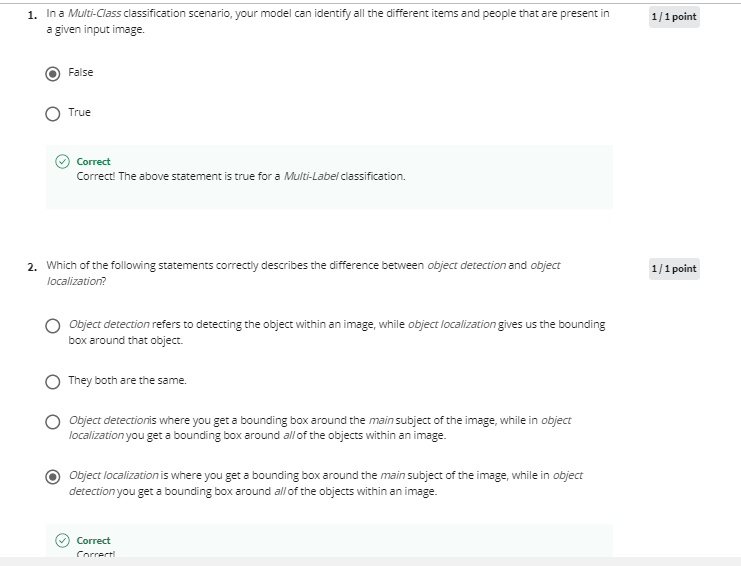 1. In a Multi-Class classification scenario, your model can identify all the different items and people that are present in
a given input image.
1 / 1 point
False
True
Correct
Correct! The above statement is true for a Multi-Label classification.
2. Which of the following statements correctly describes the difference between object detection and object
localization?
1 / 1 point
Object detection refers to detecting the object within an image, while object localization gives us the bounding
box around that object.
They both are the same.
Object detectionis where you get a bounding box around the main subject of the image, while in object
localization you get a bounding box around all of the objects within an image.
Object localization is where you get a bounding box around the main subject of the image, while in object
detection you get a bounding box around all of the objects within an image.
Correct
Correct!